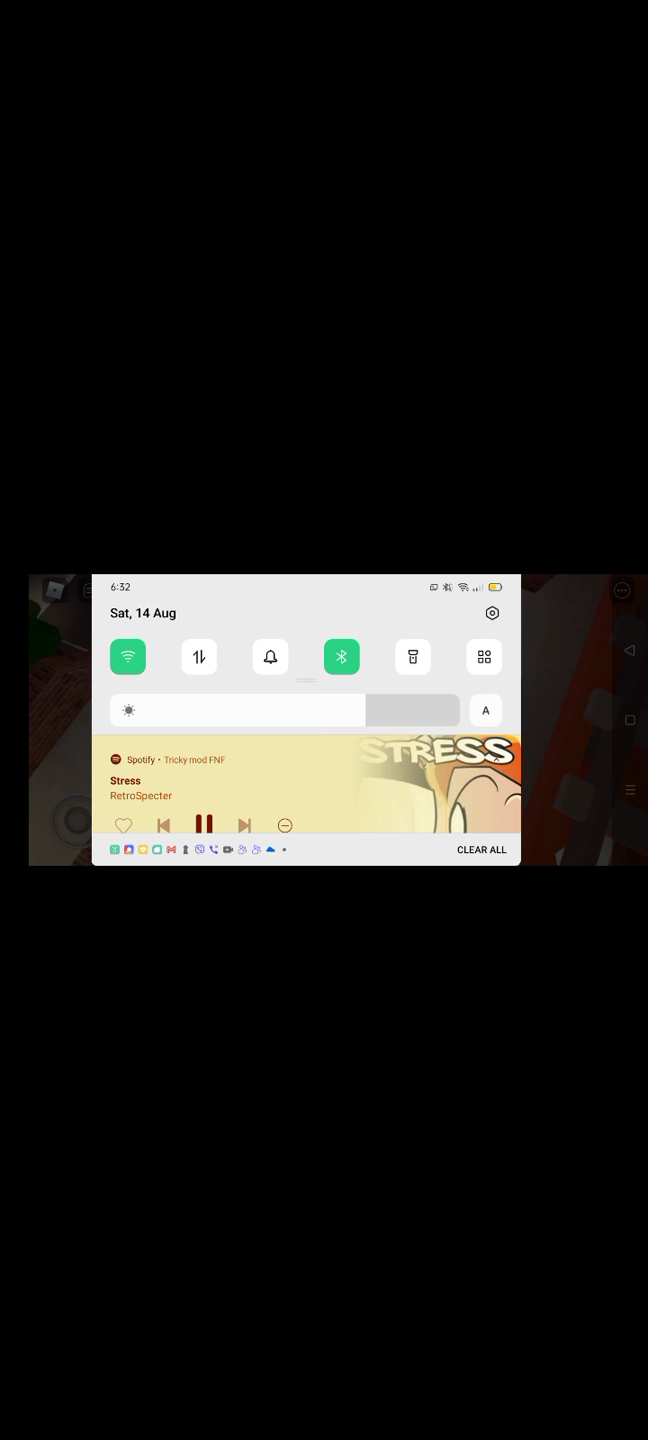 6:32
Sat, 14 Aug
A
Spotify • Tricky mod FNF
STRESS
Stress
RetroSpecter
CLEAR ALL